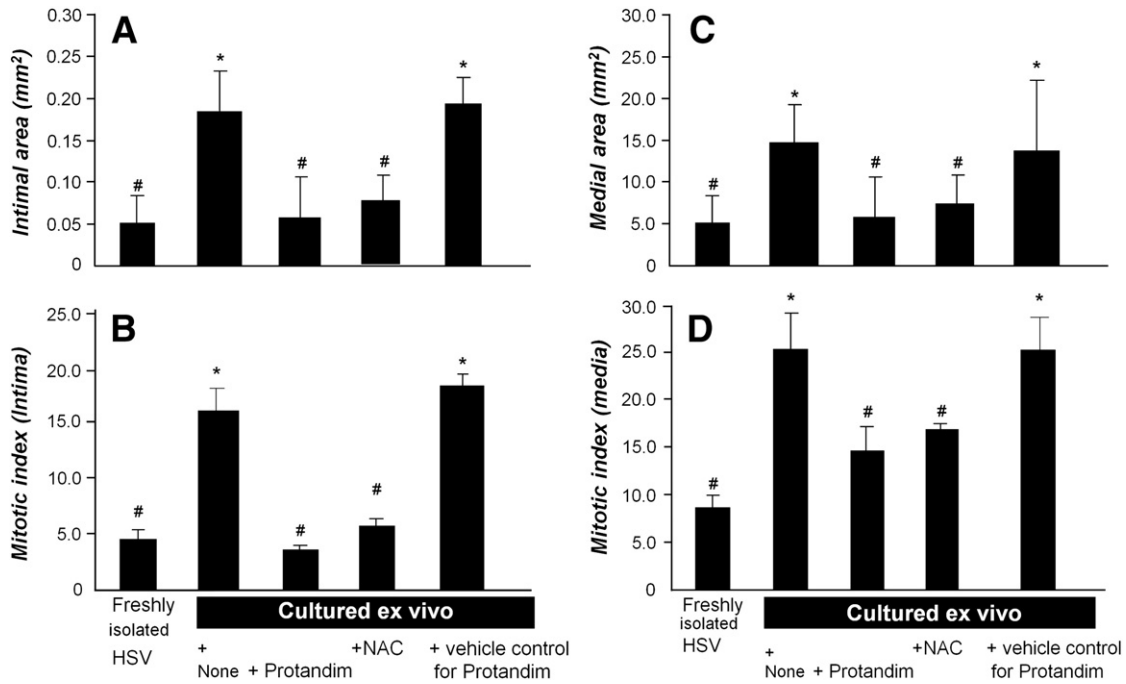 A
Intimal area (mm²)
0.30
0.25
0.20
0.15
0.10
0.05
0
#
*
#
#
*
C
Medial area (mm²)
30.0
25.0
20.0
15.0
10.0
5.0
0
#
*
#
#
*
B
Mitotic index (Intima)
25.0
20.0
15.0
10.0
5.0
0
#
*
#
#
*
Freshly
isolated
HSV
Cultured ex vivo
+
None
+ Protandim
+NAC
+ vehicle control
for Protandim
D
Mitotic index (media)
30.0
25.0
20.0
15.0
10.0
5.0
0
#
*
#
#
*
Freshly
isolated
HSV
Cultured ex vivo
+
None
+ Protandim
+NAC
+ vehicle control
for Protandim